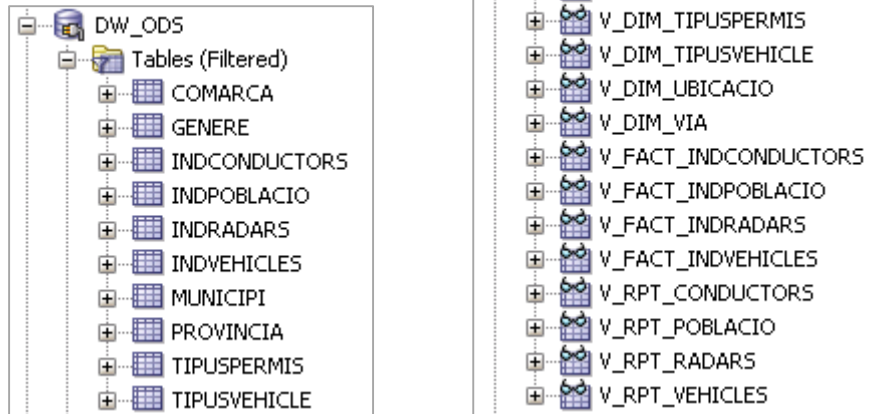 DW_ODS
Tables (Filtered)
COMARCA
GENERE
INDCONDUCTORS
INDPOBLACIO
INDRADARS
INDVEHICLES
MUNICIPI
PROVINCIA
TIPUSPERMIS
TIPUSVEHICLE
V_DIM_TIPUSPERMIS
V_DIM_TIPUSVEHICLE
V_DIM_UBICACIO
V_DIM_VIA
V_FACT_INDCONDUCTORS
V_FACT_INDPOBLACIO
V_FACT_INDRADARS
V_FACT_INDVEHICLES
V_RPT_CONDUCTORS
V_RPT_POBLACIO
V_RPT_RADARS
V_RPT_VEHICLES